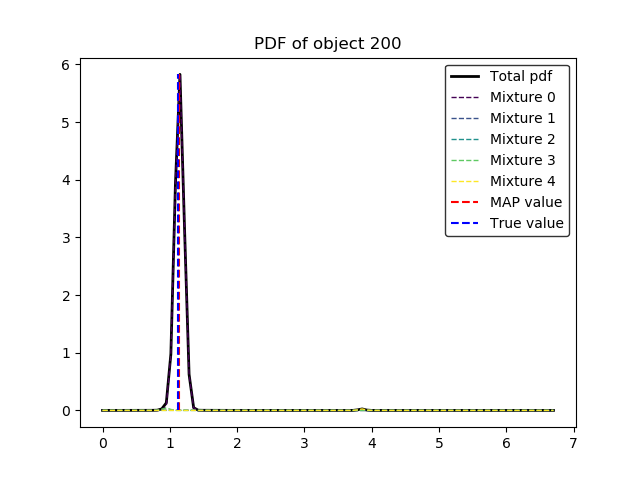 PDF of object 200
6
5
4
3
2
1
0
0 1 2 3 4 5 6 7
Total pdf
Mixture 0
Mixture 1
Mixture 2
Mixture 3
Mixture 4
MAP value
True value